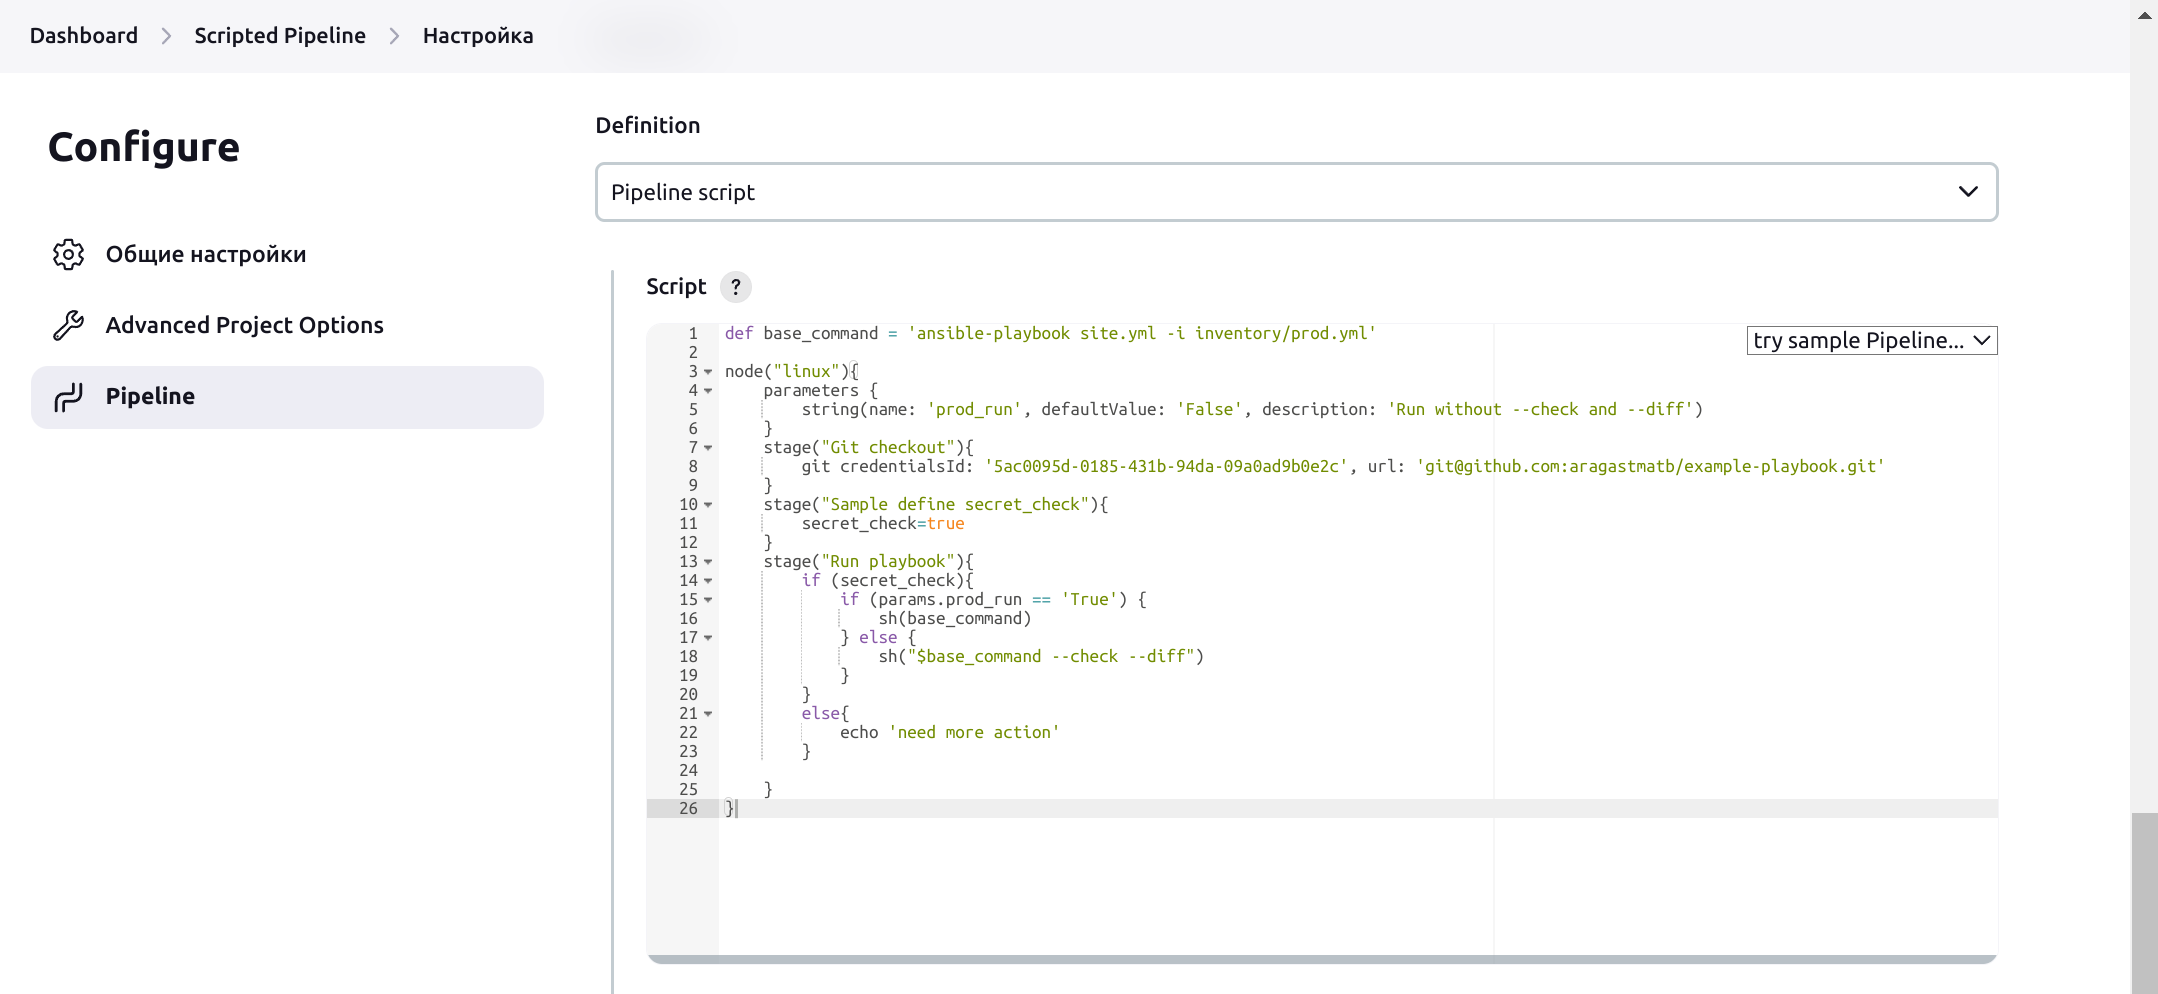 Dashboard > Scripted Pipeline > Настройка
Configure
Общие настройки
Advanced Project Options
Pipeline
Definition
Pipeline script
Script ?
try sample Pipeline...
1 def base_command = 'ansible-playbook site.yml -i inventory/prod.yml'
2
3 node("linux"){
4     parameters {
5         string(name: 'prod_run', defaultValue: 'False', description: 'Run without --check and --diff')
6     }
7     stage("Git checkout"){
8         git credentialsId: '5ac0095d-0185-431b-94da-09a0ad9b0e2c', url: 'git@github.com:aragastmatb/example-playbook.git'
9     }
10     stage("Sample define secret_check"){
11         secret_check=true
12     }
13     stage("Run playbook"){
14         if (secret_check){
15             if (params.prod_run == 'True') {
16                 sh(base_command)
17             } else {
18                 sh("$base_command --check --diff")
19             }
20         }
21         else{
22             echo 'need more action'
23         }
24
25     }
26 }